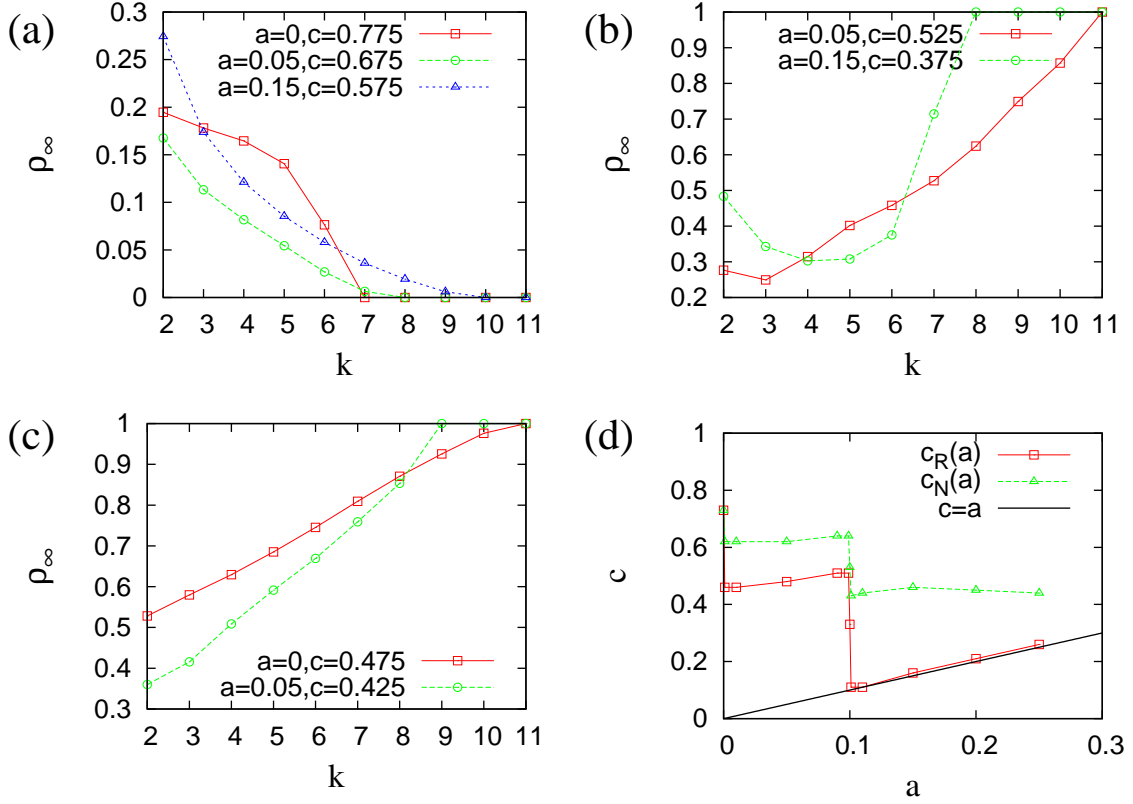 (a)
a=0,c=0.775
a=0.05,c=0.675
a=0.15,c=0.575
0.3
0.25
0.2
0.15
0.1
0.05
0
ρ∞
2 3 4 5 6 7 8 9 10 11
k
(b)
a=0.05,c=0.525
a=0.15,c=0.375
1
0.9
0.8
0.7
0.6
0.5
0.4
0.3
0.2
ρ∞
2 3 4 5 6 7 8 9 10 11
k
(c)
1
0.9
0.8
0.7
0.6
0.5
0.4
0.3
ρ∞
a=0,c=0.475
a=0.05,c=0.425
2 3 4 5 6 7 8 9 10 11
k
(d)
c_R(a)
c_N(a)
c=a
1
0.8
0.6
0.4
0.2
0
c
0 0.1 0.2 0.3
a